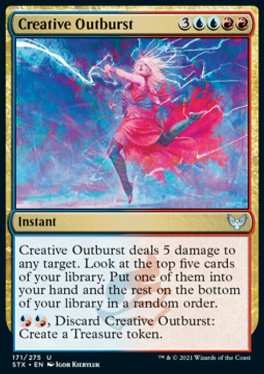 Creative Outburst 3
Instant
Creative Outburst deals 5 damage to
any target. Look at the top five cards
of your library. Put one of them into
your hand and the rest on the bottom
of your library in a random order.
, Discard Creative Outburst:
Create a Treasure token.
171/275 U
STX • EN IGOR KIERYLUK
™ & © 2021 Wizards of the Coast